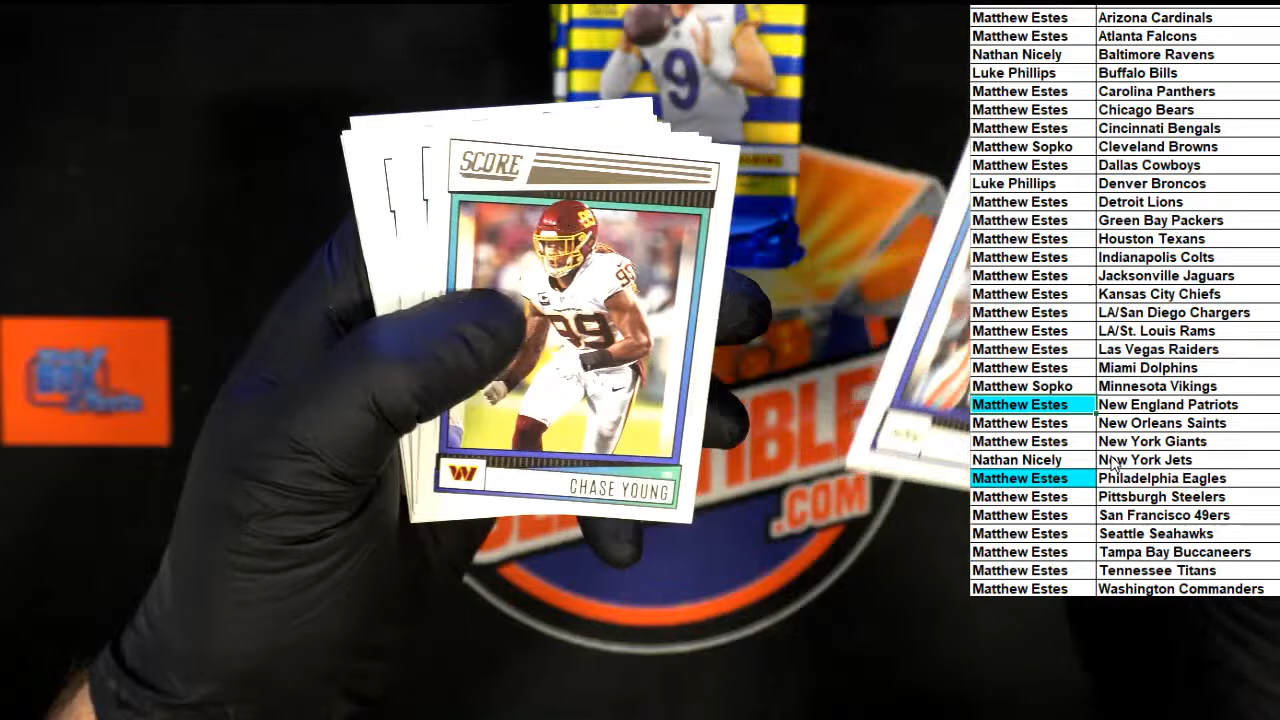 Matthew Estes Arizona Cardinals
Matthew Estes Atlanta Falcons
Nathan Nicely Baltimore Ravens
Luke Phillips Buffalo Bills
Matthew Estes Carolina Panthers
Matthew Estes Chicago Bears
Matthew Estes Cincinnati Bengals
Matthew Sopko Cleveland Browns
Matthew Estes Dallas Cowboys
Luke Phillips Denver Broncos
Matthew Estes Detroit Lions
Matthew Estes Green Bay Packers
Matthew Estes Houston Texans
Matthew Estes Indianapolis Colts
Matthew Estes Jacksonville Jaguars
Matthew Estes Kansas City Chiefs
Matthew Estes LA/San Diego Chargers
Matthew Estes LA/St. Louis Rams
Matthew Estes Las Vegas Raiders
Matthew Estes Miami Dolphins
Matthew Sopko Minnesota Vikings
Matthew Estes New England Patriots
Matthew Estes New Orleans Saints
Matthew Estes New York Giants
Nathan Nicely New York Jets
Matthew Estes Philadelphia Eagles
Matthew Estes Pittsburgh Steelers
Matthew Estes San Francisco 49ers
Matthew Estes Seattle Seahawks
Matthew Estes Tampa Bay Buccaneers
Matthew Estes Tennessee Titans
Matthew Estes Washington Commanders
9
SCORE
99
99
W
CHASE YOUNG
.COM